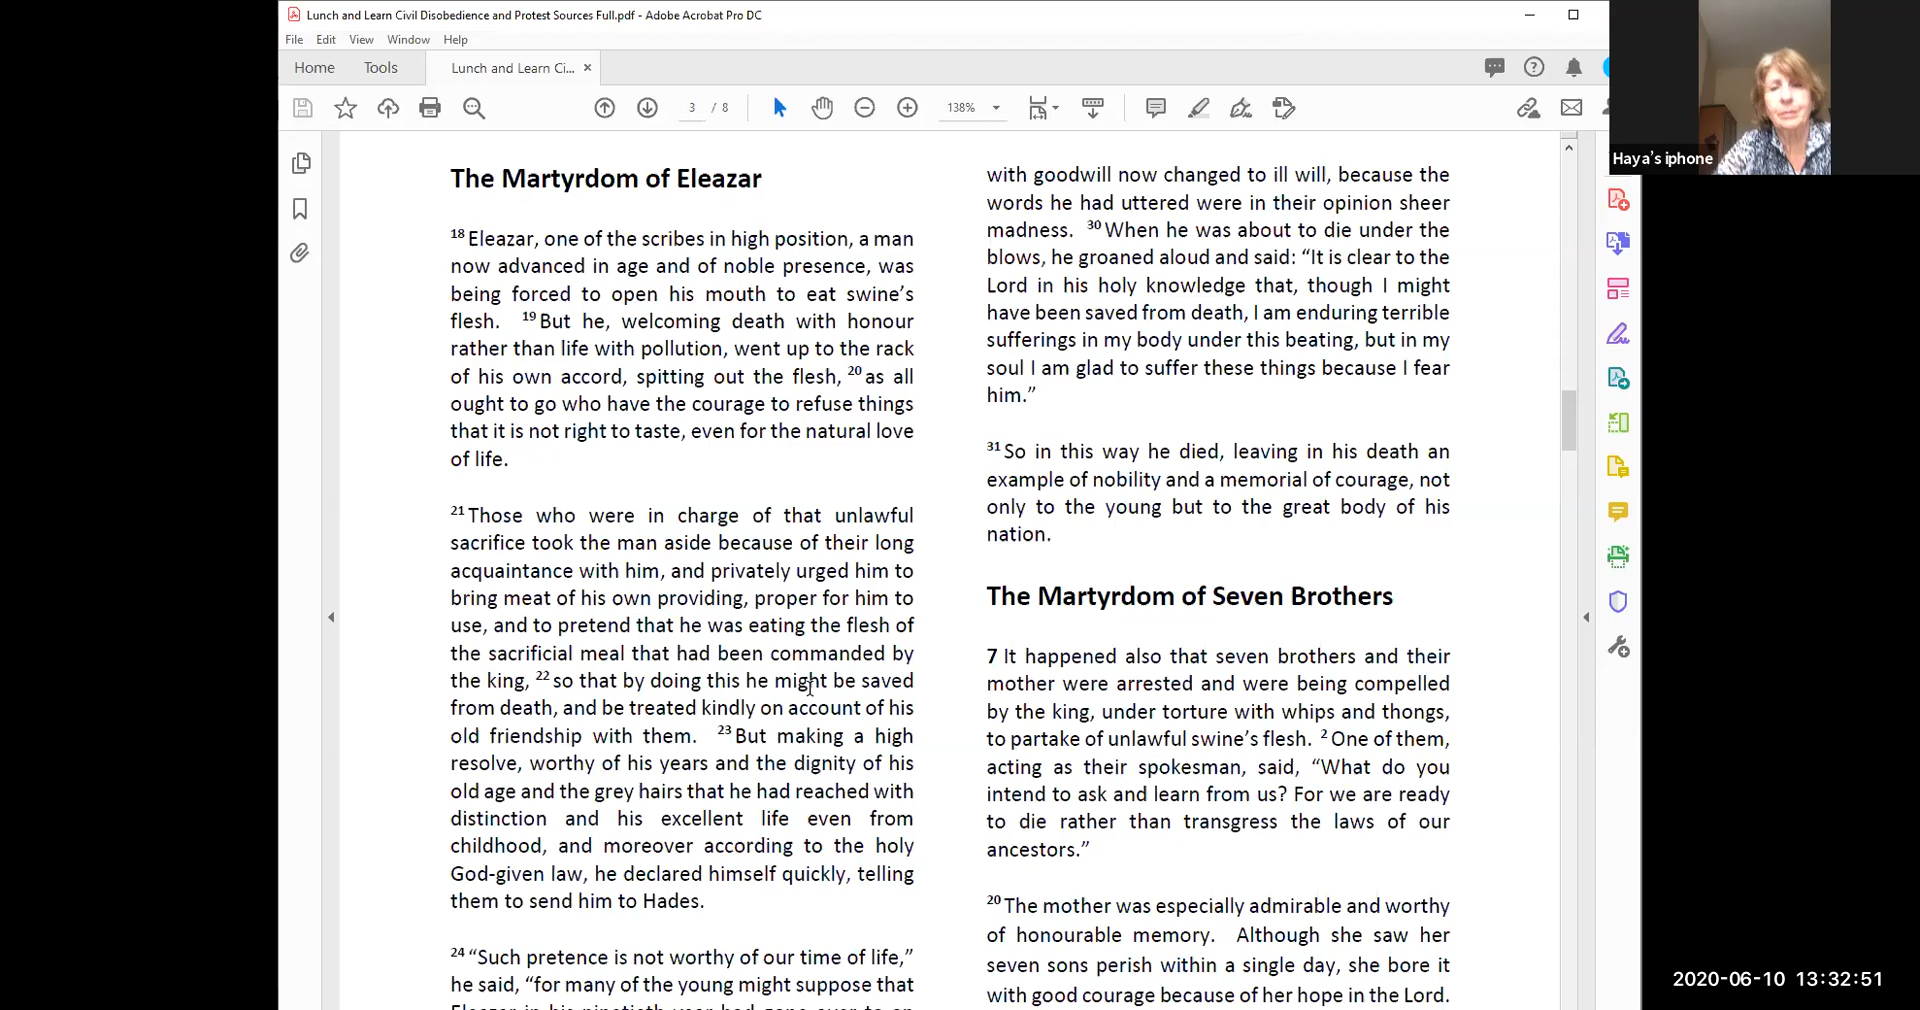 Lunch and Learn Civil Disobedience and Protest Sources Full.pdf - Adobe Acrobat Pro DC
File Edit View Window Help
Home Tools Lunch and Learn Ci... ×
3 / 8 138%
Haya's iphone
The Martyrdom of Eleazar
18 Eleazar, one of the scribes in high position, a man
now advanced in age and of noble presence, was
being forced to open his mouth to eat swine's
flesh. 19 But he, welcoming death with honour
rather than life with pollution, went up to the rack
of his own accord, spitting out the flesh, 20 as all
ought to go who have the courage to refuse things
that it is not right to taste, even for the natural love
of life.
21 Those who were in charge of that unlawful
sacrifice took the man aside because of their long
acquaintance with him, and privately urged him to
bring meat of his own providing, proper for him to
use, and to pretend that he was eating the flesh of
the sacrificial meal that had been commanded by
the king, 22 so that by doing this he might be saved
from death, and be treated kindly on account of his
old friendship with them. 23 But making a high
resolve, worthy of his years and the dignity of his
old age and the grey hairs that he had reached with
distinction and his excellent life even from
childhood, and moreover according to the holy
God-given law, he declared himself quickly, telling
them to send him to Hades.
24 “Such pretence is not worthy of our time of life,”
he said, “for many of the young might suppose that
Eleazar in his ninetieth year had gone over to an
with goodwill now changed to ill will, because the
words he had uttered were in their opinion sheer
madness. 30 When he was about to die under the
blows, he groaned aloud and said: “It is clear to the
Lord in his holy knowledge that, though I might
have been saved from death, I am enduring terrible
sufferings in my body under this beating, but in my
soul I am glad to suffer these things because I fear
him.”
31 So in this way he died, leaving in his death an
example of nobility and a memorial of courage, not
only to the young but to the great body of his
nation.
The Martyrdom of Seven Brothers
7 It happened also that seven brothers and their
mother were arrested and were being compelled
by the king, under torture with whips and thongs,
to partake of unlawful swine's flesh. 2 One of them,
acting as their spokesman, said, “What do you
intend to ask and learn from us? For we are ready
to die rather than transgress the laws of our
ancestors.”
20 The mother was especially admirable and worthy
of honourable memory. Although she saw her
seven sons perish within a single day, she bore it
with good courage because of her hope in the Lord.
2020-06-10 13:32:51